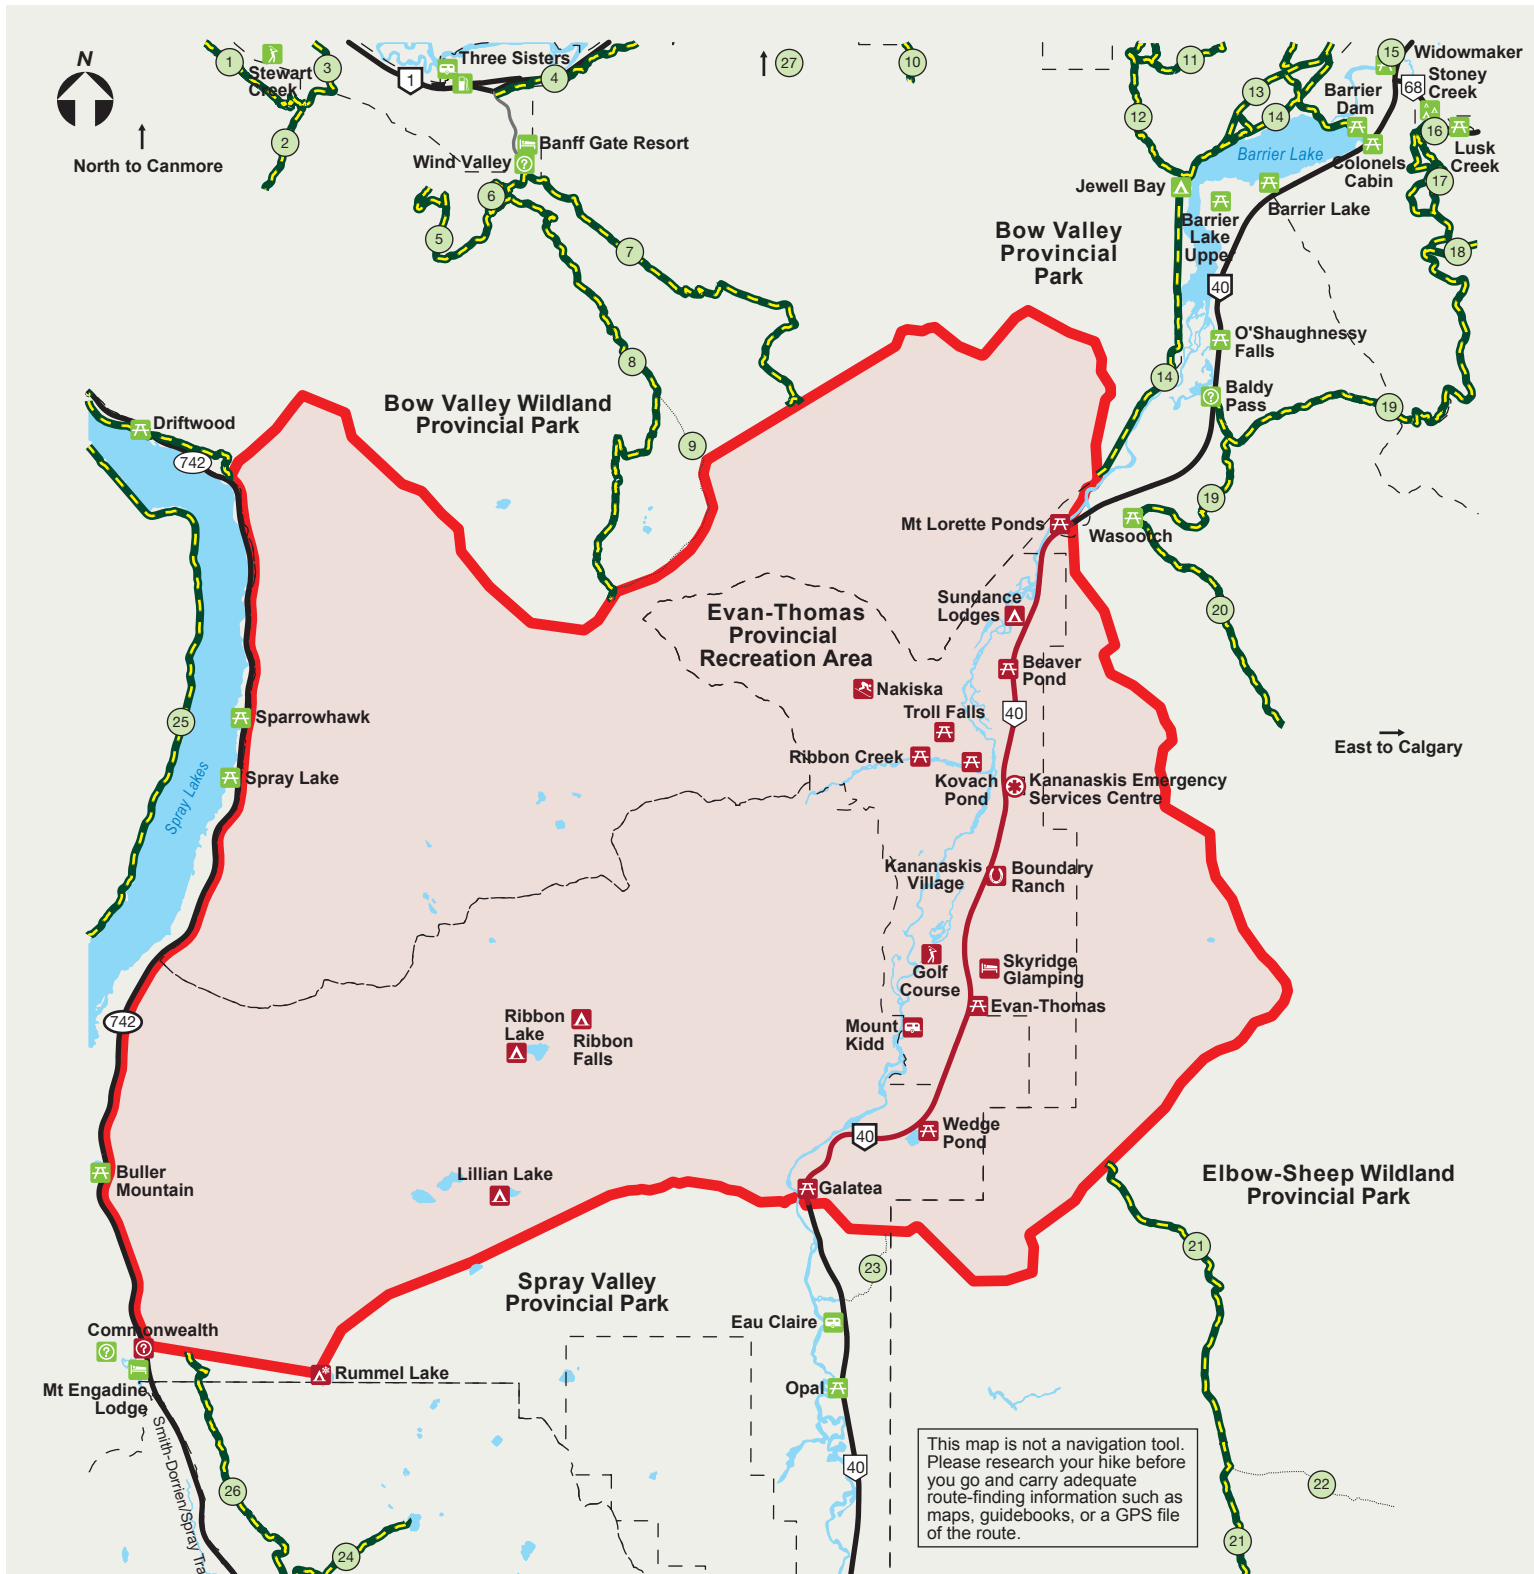 N
North to Canmore
1
Stewart
Creek
3
2
1
Three Sisters
4
Banff Gate Resort
Wind Valley
6
5
7
8
9
27
10
11
12
13
14
15
Widowmaker
68
Stoney
Creek
Barrier
Dam
16
Lusk
Creek
Barrier Lake
Colonels
Cabin
17
Jewell Bay
Barrier Lake
Barrier
Lake
Upper
18
Bow Valley
Provincial
Park
40
O'Shaughnessy
Falls
14
Baldy
Pass
19
19
Bow Valley Wildland
Provincial Park
Driftwood
742
Mt Lorette Ponds
Wasootch
20
Sundance
Lodges
Evan-Thomas
Provincial
Recreation Area
Beaver
Pond
Nakiska
40
Troll Falls
Ribbon Creek
Kovach
Pond
Kananaskis Emergency
Services Centre
East to Calgary
25
Sparrowhawk
Spray Lake
Spray Lakes
Kananaskis
Village
Boundary
Ranch
Golf
Course
Skyridge
Glamping
Evan-Thomas
Mount
Kidd
742
Ribbon
Lake
Ribbon
Falls
40
Wedge
Pond
Buller
Mountain
Lillian Lake
Galatea
Elbow-Sheep Wildland
Provincial Park
21
23
Spray Valley
Provincial Park
Eau Claire
Commonwealth
Mt Engadine
Lodge
Rummel Lake
Opal
Smith-Dorrien/Spray Tra
26
24
40
This map is not a navigation tool.
Please research your hike before
you go and carry adequate
route-finding information such as
maps, guidebooks, or a GPS file
of the route.
22
21